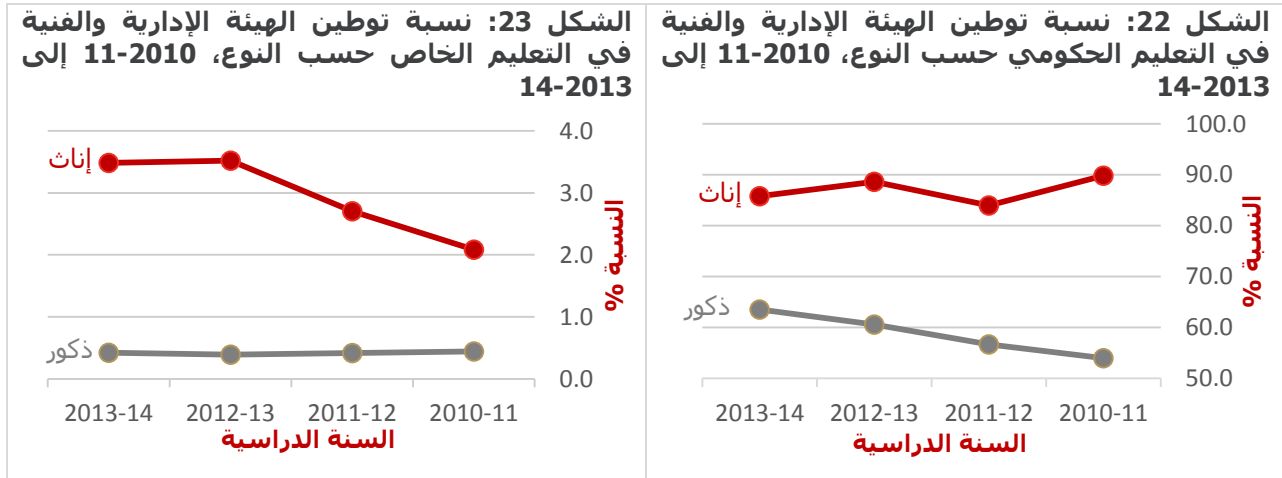 الشكل 22: نسبة توطين الهيئة الإدارية والفنية
في التعليم الحكومي حسب النوع، 2010-11 إلى
2013-14
100.0
90.0
80.0
70.0
60.0
50.0
النسبة %
إناث
ذكور
2010-11
2011-12
2012-13
2013-14
السنة الدراسية
الشكل 23: نسبة توطين الهيئة الإدارية والفنية
في التعليم الخاص حسب النوع، 2010-11 إلى
2013-14
4.0
3.0
2.0
1.0
0.0
النسبة %
إناث
ذكور
2010-11
2011-12
2012-13
2013-14
السنة الدراسية